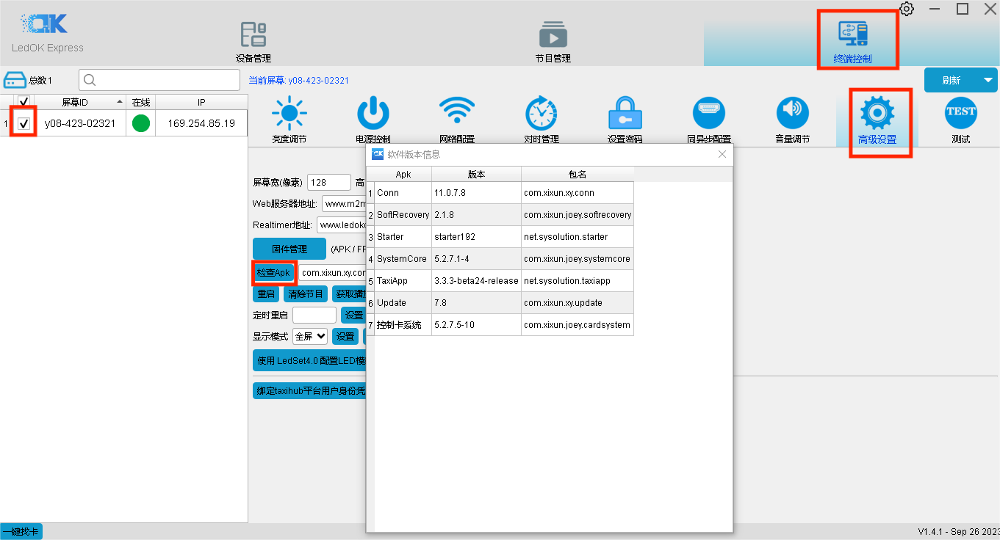 LedOK Express
设备管理
节目管理
终端控制
总数 1
当前屏幕: y08-423-02321
刷新
屏幕ID 在线 IP
1 y08-423-02321 169.254.85.19
亮度调节 电源控制 网络配置 对时管理 设置密码 同异步配置 音量调节 高级设置 TEST 测试
软件版本信息
屏幕宽(像素) 128 高
Web服务器地址: www.m2m
Realtimer地址: www.ledok
固件管理 (APK / FP
检查Apk com.xixun.xy.con
重启 清除节目 获取播
定时重启 设置
显示模式 全屏 设置
使用 LedSet4.0 配置LED模
绑定taxihub平台用户身份凭
Apk 版本 包名
1 Conn 11.0.7.8 com.xixun.xy.conn
2 SoftRecovery 2.1.8 com.xixun.joey.softrecovery
3 Starter starter192 net.sysolution.starter
4 SystemCore 5.2.7.1-4 com.xixun.joey.systemcore
5 TaxiApp 3.3.3-beta24-release net.sysolution.taxiapp
6 Update 7.8 com.xixun.xy.update
7 控制卡系统 5.2.7.5-10 com.xixun.joey.cardsystem
一键找卡
V1.4.1 - Sep 26 2023